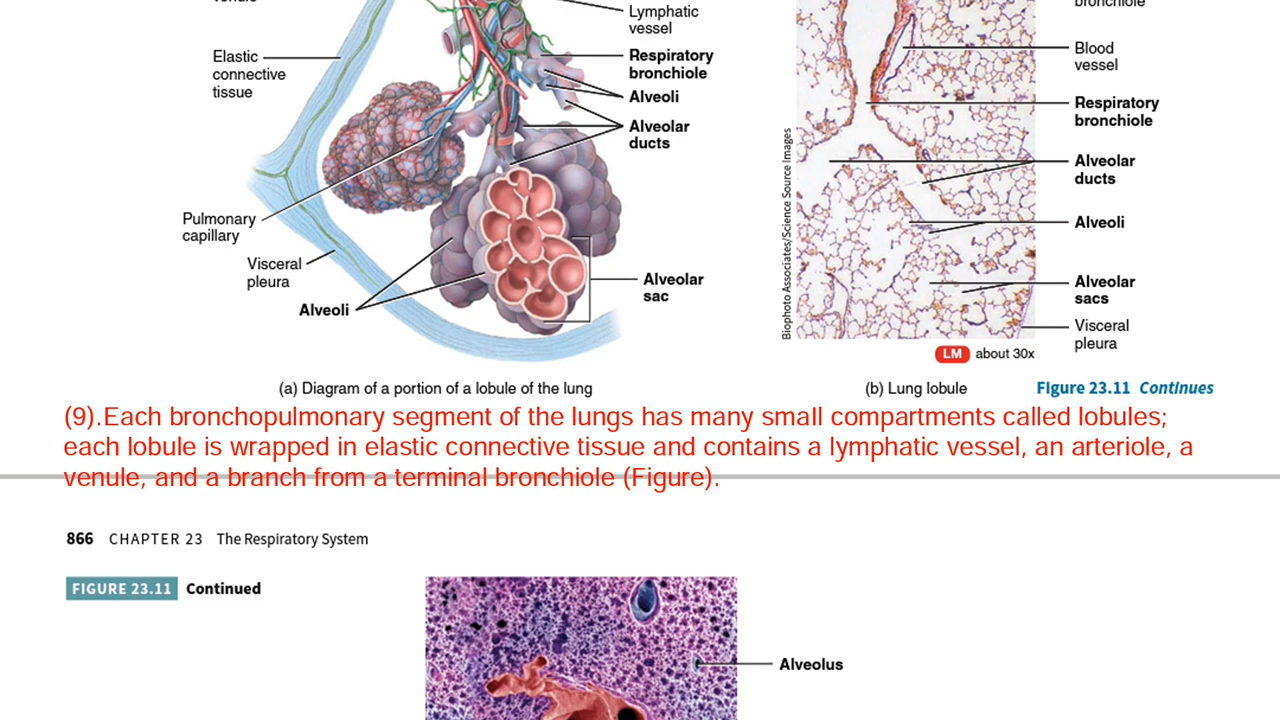 venule
Lymphatic
vessel
Elastic
connective
tissue
Respiratory
bronchiole
Alveoli
Alveolar
ducts
Pulmonary
capillary
Visceral
pleura
Alveoli
Alveolar
sac
bronchiole
Blood
vessel
Respiratory
bronchiole
Alveolar
ducts
Alveoli
Alveolar
sacs
Visceral
pleura
Biophoto Associates/Science Source Images
LM about 30x
(a) Diagram of a portion of a lobule of the lung
(b) Lung lobule
Figure 23.11 Continues
(9).Each bronchopulmonary segment of the lungs has many small compartments called lobules;
each lobule is wrapped in elastic connective tissue and contains a lymphatic vessel, an arteriole, a
venule, and a branch from a terminal bronchiole (Figure).
866 CHAPTER 23 The Respiratory System
FIGURE 23.11 Continued
Alveolus